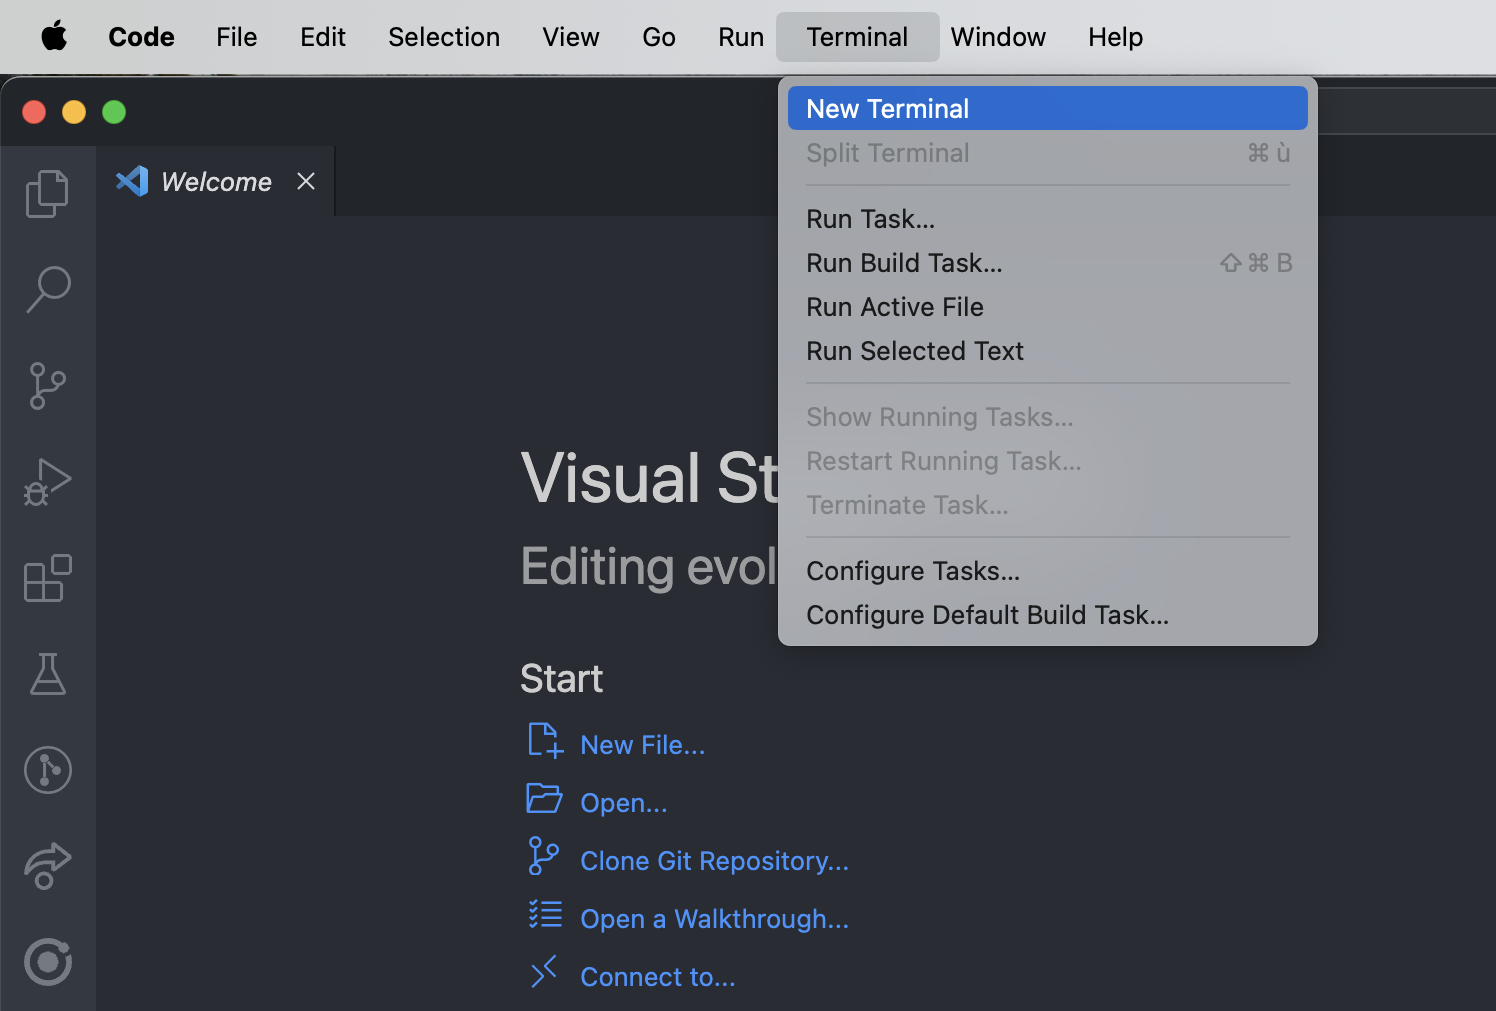 Code File Edit Selection View Go Run Terminal Window Help
Welcome
New Terminal
Split Terminal ⌘ ù
Run Task...
Run Build Task... ⇧ ⌘ B
Run Active File
Run Selected Text
Show Running Tasks...
Restart Running Task...
Terminate Task...
Configure Tasks...
Configure Default Build Task...
Visual St
Editing evol
Start
New File...
Open...
Clone Git Repository...
Open a Walkthrough...
Connect to...